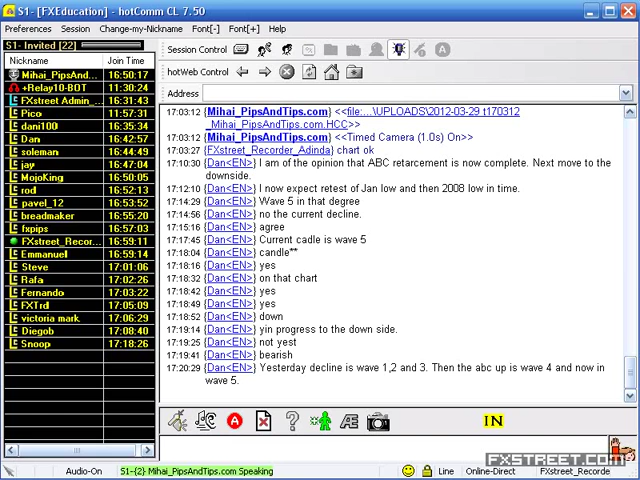 S1- [FXEducation] - hotComm CL 7.50
Preferences Session Change-my-Nickname Font[-] Font[+] Help
S1- Invited [22]
Session Control
Nickname Join Time
hotWeb Control
Address
Mihai_PipsAnd... 16:50:17
+Relay10-BOT 11:30:24
FXstreet Admin_... 16:31:43
Pico 11:57:31
dani100 16:35:34
Dan 16:42:57
soleman 16:44:49
jay 16:47:04
MojoKing 16:50:05
rod 16:52:13
pavel_12 16:53:52
breadmaker 16:55:20
fxpips 16:57:03
FXstreet_Recor... 16:59:11
Emmanuel 16:59:14
Steve 17:01:06
Rafa 17:02:26
Fernando 17:03:22
FXTrd 17:05:09
victoria mark 17:06:29
Diegob 17:08:40
Snoop 17:18:26
17:03:12 {Mihai_PipsAndTips.com} <<file:...\UPLOADS\2012-03-29 t170312
_Mihai_PipsAndTips.com.HCC>>
17:03:12 {Mihai_PipsAndTips.com} <<Timed Camera (1.0s) On>>
17:03:27 {FXstreet_Recorder_Adinda} chart ok
17:10:30 {Dan<EN>} I am of the opinion that ABC retarcement is now complete. Next move to the
downside.
17:12:10 {Dan<EN>} I now expect retest of Jan low and then 2008 low in time.
17:14:29 {Dan<EN>} Wave 5 in that degree
17:14:56 {Dan<EN>} no the current decline.
17:15:16 {Dan<EN>} agree
17:17:45 {Dan<EN>} Current cadle is wave 5
17:18:04 {Dan<EN>} candle**
17:18:16 {Dan<EN>} yes
17:18:32 {Dan<EN>} on that chart
17:18:42 {Dan<EN>} yes
17:18:49 {Dan<EN>} yes
17:18:52 {Dan<EN>} down
17:19:14 {Dan<EN>} yin progress to the down side.
17:19:25 {Dan<EN>} not yest
17:19:41 {Dan<EN>} bearish
17:20:29 {Dan<EN>} Yesterday decline is wave 1,2 and 3. Then the abc up is wave 4 and now in
wave 5.
IN
FXSTREET.COM
Audio-On S1-{2} Mihai_PipsAndTips.com Speaking Line Online-Direct FXstreet_Recorde